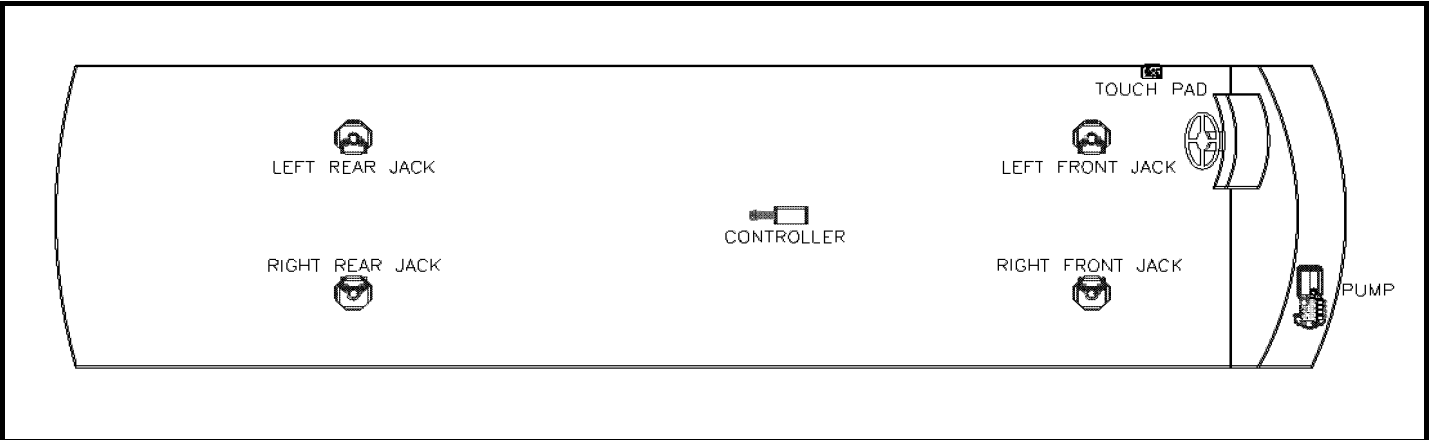 TOUCH PAD
LEFT REAR JACK
LEFT FRONT JACK
CONTROLLER
RIGHT REAR JACK
RIGHT FRONT JACK
PUMP